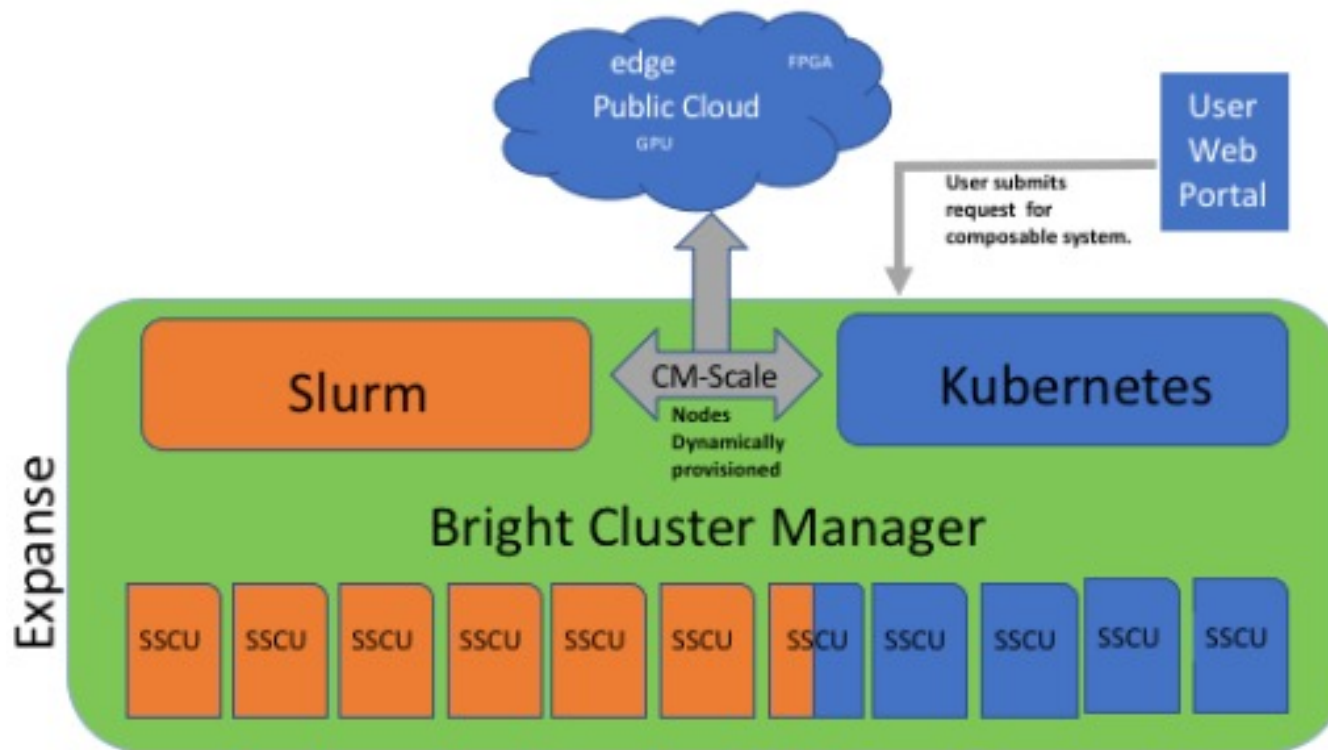 edge
FPGA
Public Cloud
GPU
User
Web
Portal
User submits
request for
composable system.
Slurm
CM-Scale
Nodes
Dynamically
provisioned
Kubernetes
Expanse
Bright Cluster Manager
SSCU
SSCU
SSCU
SSCU
SSCU
SSCU
SSCU
SSCU
SSCU
SSCU
SSCU